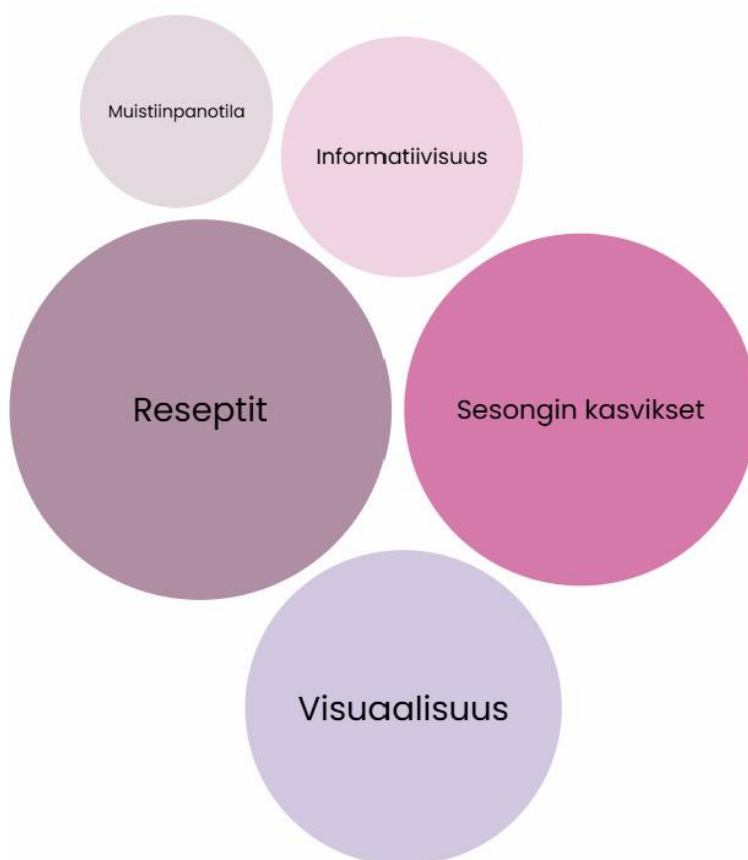 Muistiinpanotila
Informatiivisuus
Reseptit
Sesongin kasvikset
Visuaalisuus